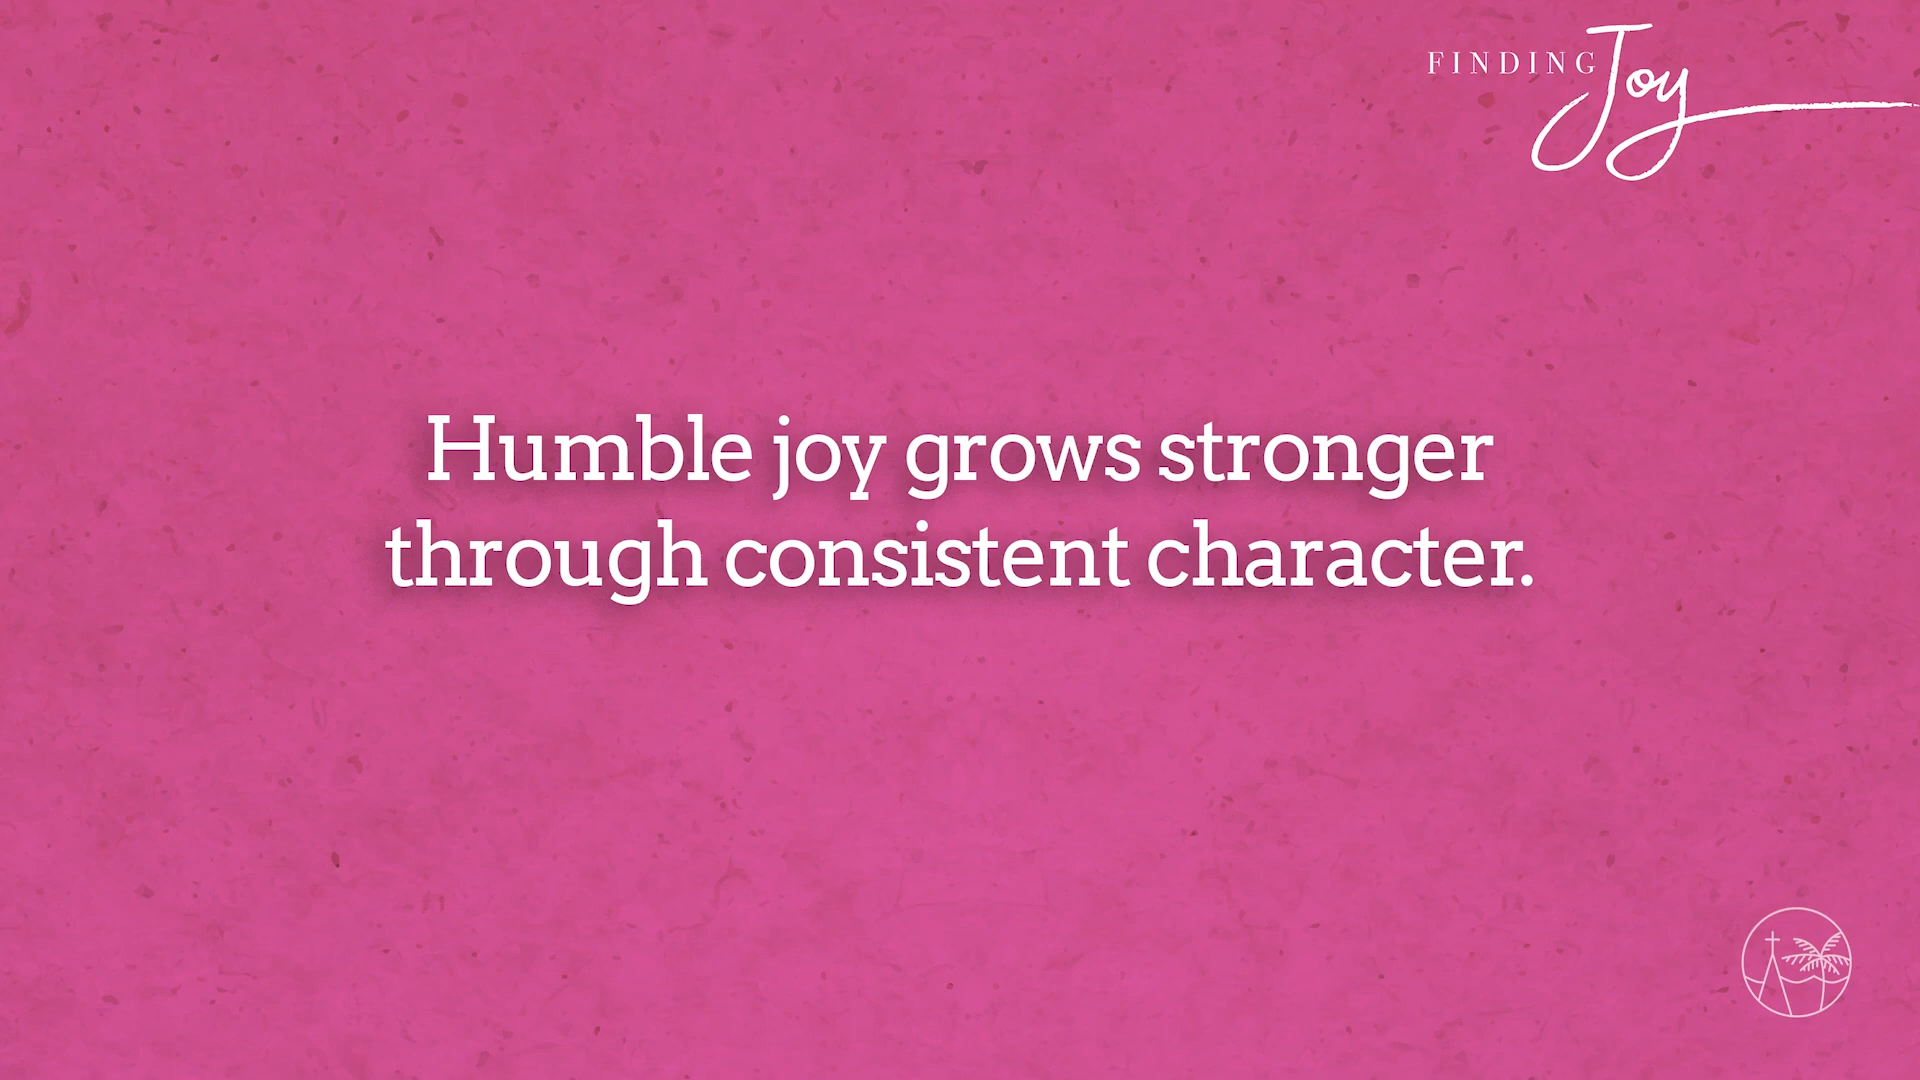 FINDING Joy
Humble joy grows stronger
through consistent character.